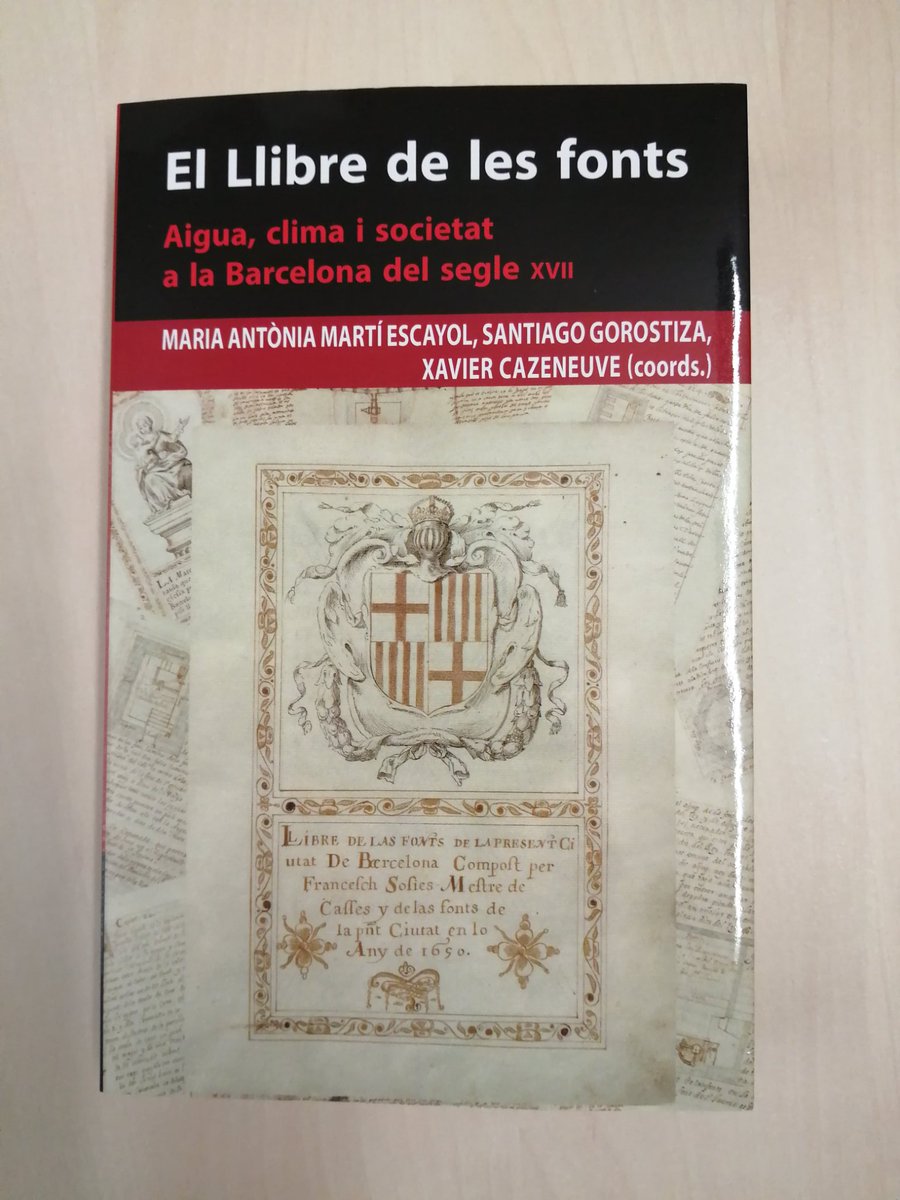 El Llibre de les fonts
Aigua, clima i societat
a la Barcelona del segle XVII
MARIA ANTÒNIA MARTÍ ESCAYOL, SANTIAGO GOROSTIZA,
XAVIER CAZENEUVE (coords.)
LLIBRE DE LAS FONTS DE LA PRESENT Ci
utat De Barcelona Compost per
Francesch Sosies Mestre de
Casses y de las fonts de
la pñt Ciutat en lo
Any de 1650.